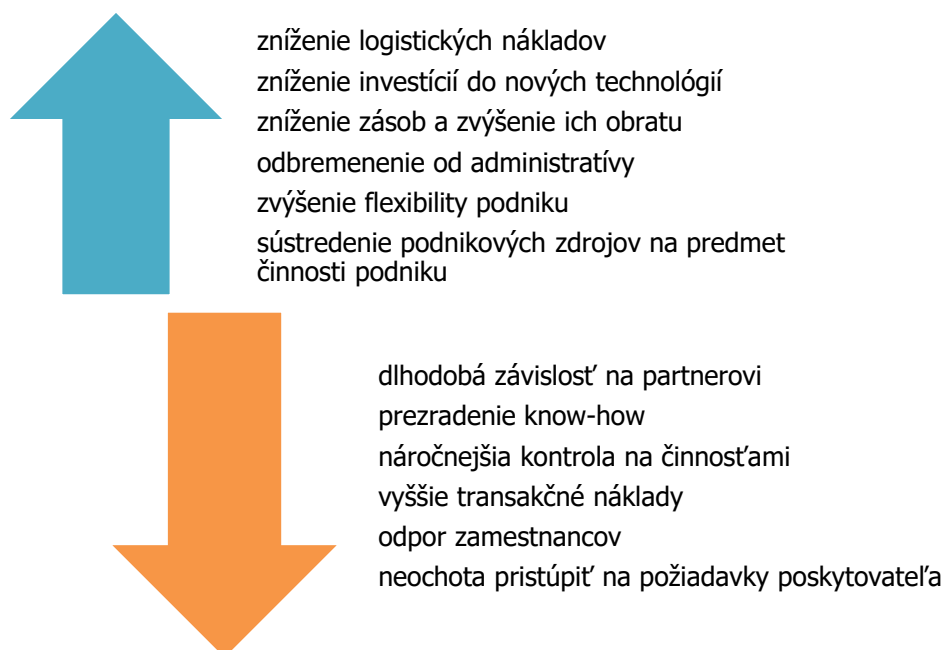 zníženie logistických nákladov
zníženie investícií do nových technológií
zníženie zásob a zvýšenie ich obratu
odbremenenie od administratívy
zvýšenie flexibility podniku
sústredenie podnikových zdrojov na predmet
činnosti podniku
dlhodobá závislosť na partnerovi
prezradenie know-how
náročnejšia kontrola na činnosťami
vyššie transakčné náklady
odpor zamestnancov
neochota pristúpiť na požiadavky poskytovateľa